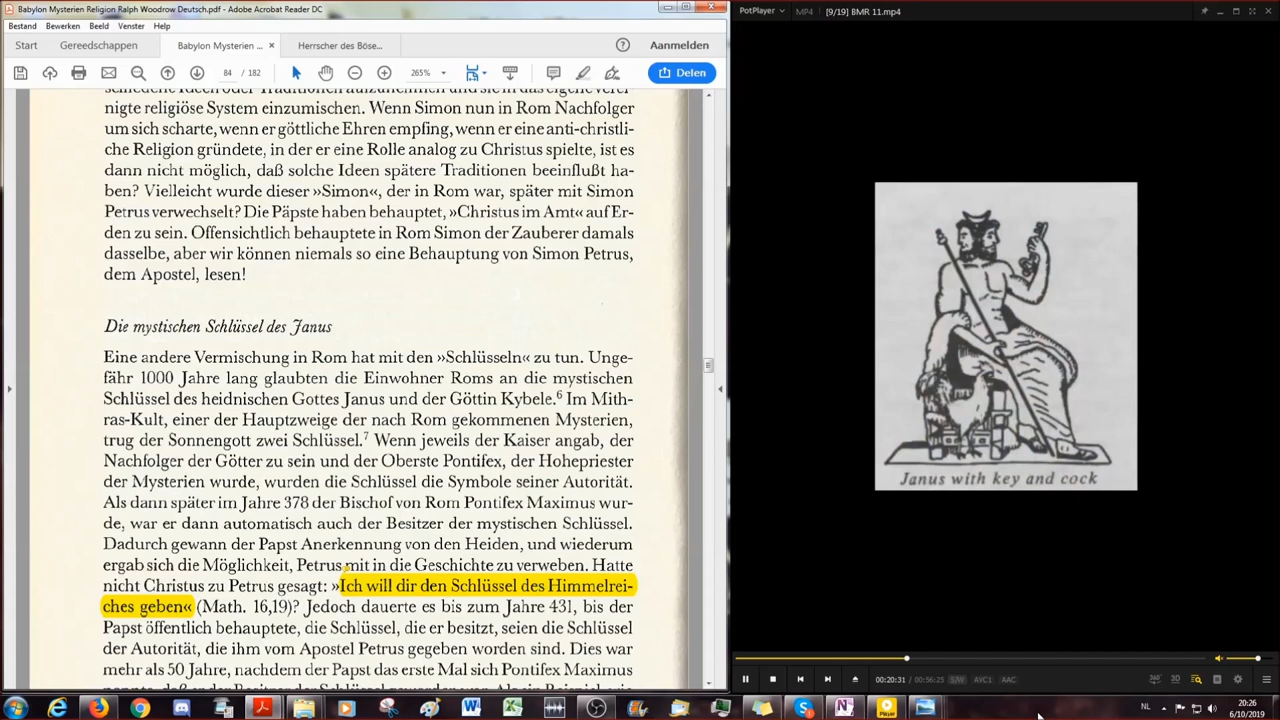 Babylon Mysterien Religion Ralph Woodrow Deutsch.pdf - Adobe Acrobat Reader DC
Bestand Bewerken Beeld Venster Help
Start Gereedschappen Babylon Mysterien ... × Herrscher des Böse... Aanmelden
84 / 182 265% Delen
schiedene Ideen oder Traditionen aufzunehmen und sie in das eigene verei-
nigte religiöse System einzumischen. Wenn Simon nun in Rom Nachfolger
um sich scharte, wenn er göttliche Ehren empfing, wenn er eine anti-christli-
che Religion gründete, in der er eine Rolle analog zu Christus spielte, ist es
dann nicht möglich, daß solche Ideen spätere Traditionen beeinflußt ha-
ben? Vielleicht wurde dieser »Simon«, der in Rom war, später mit Simon
Petrus verwechselt? Die Päpste haben behauptet, »Christus im Amt« auf Er-
den zu sein. Offensichtlich behauptete in Rom Simon der Zauberer damals
dasselbe, aber wir können niemals so eine Behauptung von Simon Petrus,
dem Apostel, lesen!
Die mystischen Schlüssel des Janus
Eine andere Vermischung in Rom hat mit den »Schlüsseln« zu tun. Unge-
fähr 1000 Jahre lang glaubten die Einwohner Roms an die mystischen
Schlüssel des heidnischen Gottes Janus und der Göttin Kybele.⁶ Im Mith-
ras-Kult, einer der Hauptzweige der nach Rom gekommenen Mysterien,
trug der Sonnengott zwei Schlüssel.⁷ Wenn jeweils der Kaiser angab, der
Nachfolger der Götter zu sein und der Oberste Pontifex, der Hohepriester
der Mysterien wurde, wurden die Schlüssel die Symbole seiner Autorität.
Als dann später im Jahre 378 der Bischof von Rom Pontifex Maximus wur-
de, war er dann automatisch auch der Besitzer der mystischen Schlüssel.
Dadurch gewann der Papst Anerkennung von den Heiden, und wiederum
ergab sich die Möglichkeit, Petrus mit in die Geschichte zu verweben. Hatte
nicht Christus zu Petrus gesagt: »Ich will dir den Schlüssel des Himmelrei-
ches geben« (Math. 16,19)? Jedoch dauerte es bis zum Jahre 431, bis der
Papst öffentlich behauptete, die Schlüssel, die er besitzt, seien die Schlüssel
der Autorität, die ihm vom Apostel Petrus gegeben worden sind. Dies war
mehr als 50 Jahre, nachdem der Papst das erste Mal sich Pontifex Maximus
PotPlayer MP4 [9/19] BMR 11.mp4
Janus with key and cock
00:20:31 / 00:56:25 S/W AVC1 AAC
360° 3D
NL 20:26
6/10/2019